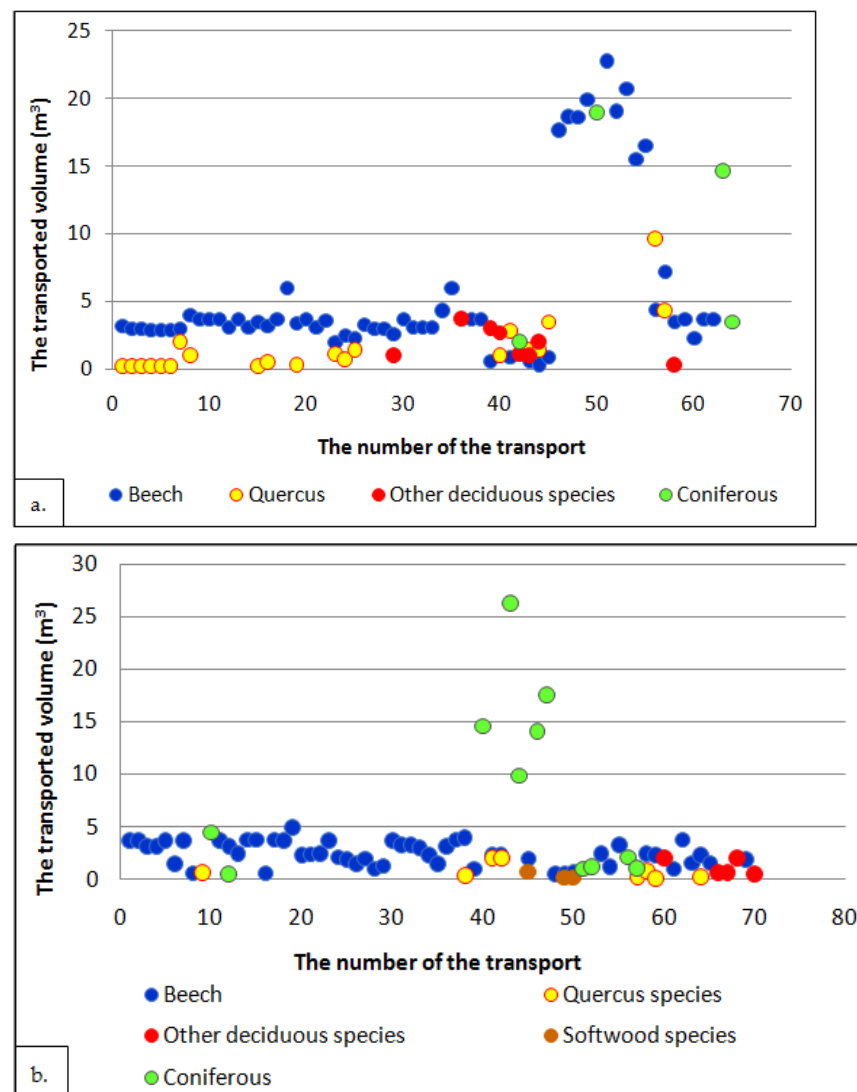 25
20
15
10
5
0
The transported volume (m³)
0 10 20 30 40 50 60 70
The number of the transport
Beech Quercus Other deciduous species Coniferous
a.
30
25
20
15
10
5
0
The transported volume (m³)
0 10 20 30 40 50 60 70 80
The number of the transport
Beech Quercus species
Other deciduous species Softwood species
Coniferous
b.